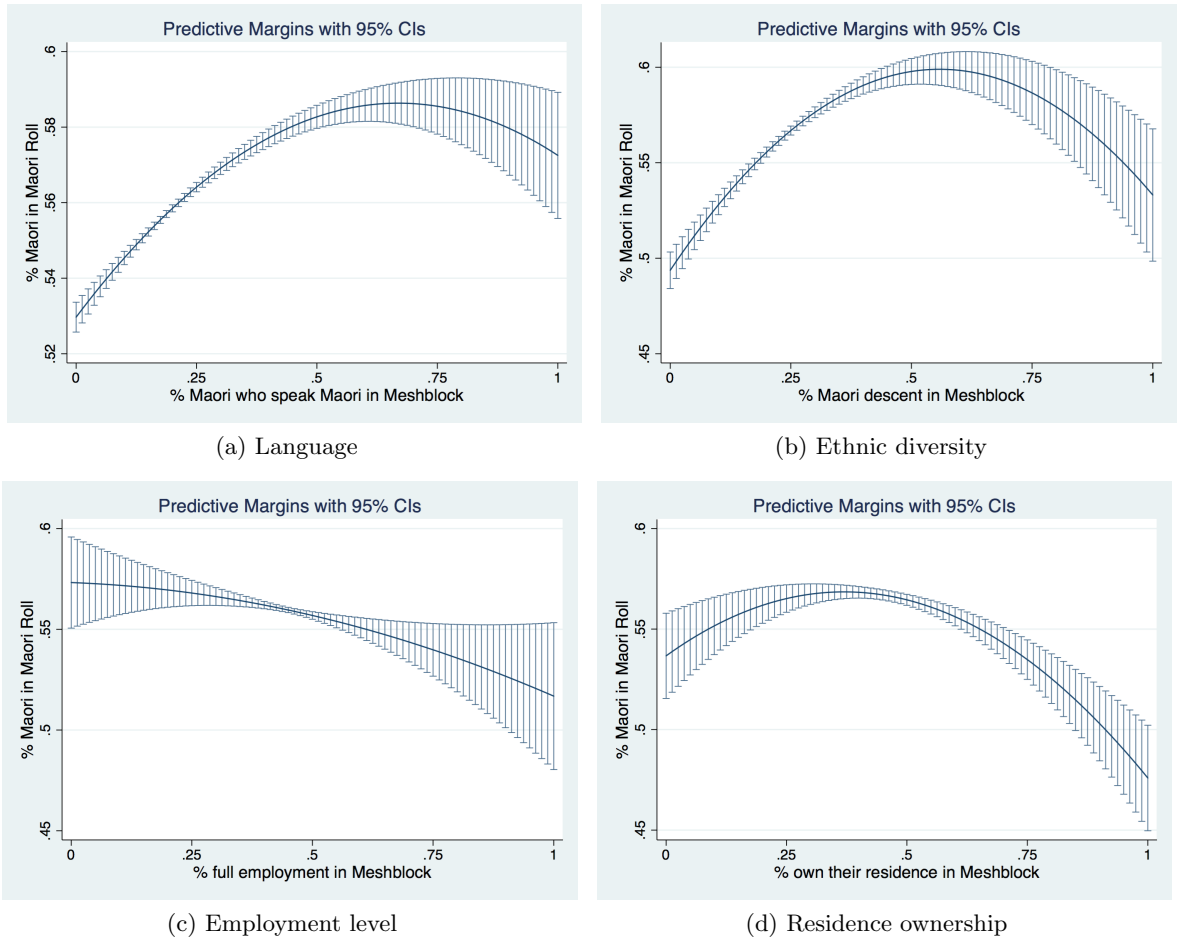 Predictive Margins with 95% CIs
% Maori in Maori Roll
.6
.58
.56
.54
.52
0
.25
.5
.75
1
% Maori who speak Maori in Meshblock
(a) Language
Predictive Margins with 95% CIs
% Maori in Maori Roll
.6
.55
.5
.45
0
.25
.5
.75
1
% Maori descent in Meshblock
(b) Ethnic diversity
Predictive Margins with 95% CIs
% Maori in Maori Roll
.6
.55
.5
.45
0
.25
.5
.75
1
% full employment in Meshblock
(c) Employment level
Predictive Margins with 95% CIs
% Maori in Maori Roll
.6
.55
.5
.45
0
.25
.5
.75
1
% own their residence in Meshblock
(d) Residence ownership